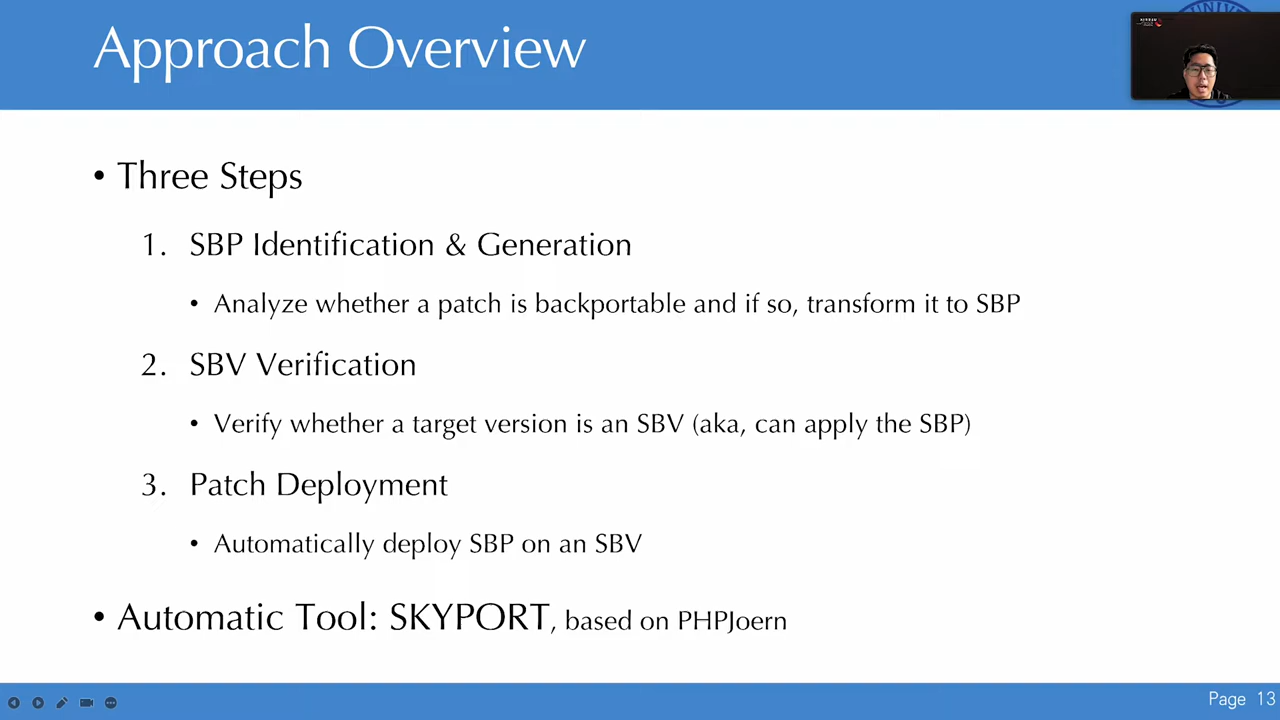 Approach Overview
UNIVE
• Three Steps
1. SBP Identification & Generation
• Analyze whether a patch is backportable and if so, transform it to SBP
2. SBV Verification
• Verify whether a target version is an SBV (aka, can apply the SBP)
3. Patch Deployment
• Automatically deploy SBP on an SBV
• Automatic Tool: SKYPORT, based on PHPJoern
Page 13